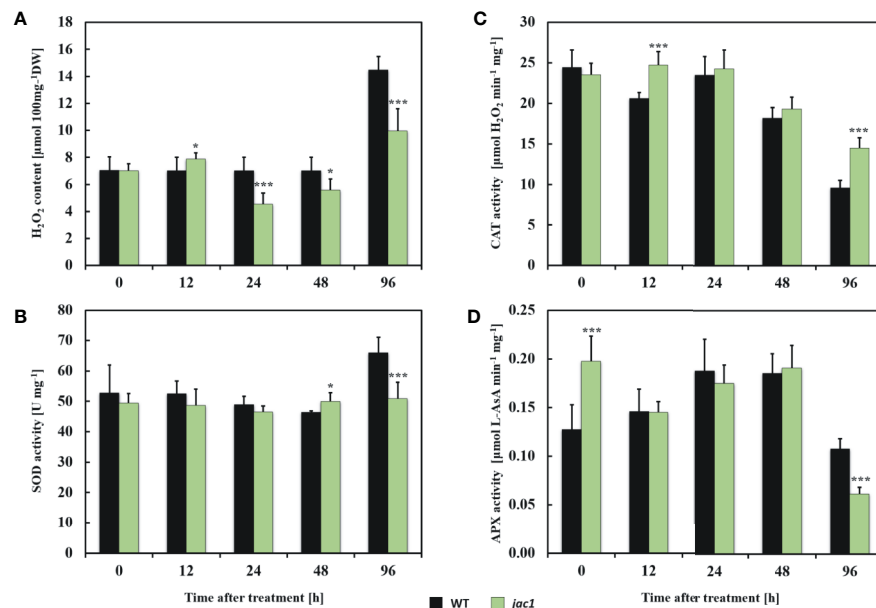 A
H₂O₂ content [µmol 100mg-¹DW]
18
16
14
12
10
8
6
4
2
0
*
***
*
***
0 12 24 48 96
B
SOD activity [U mg⁻¹]
80
70
60
50
40
30
20
10
0
*
***
0 12 24 48 96
Time after treatment [h]
C
CAT activity [µmol H₂O₂ min⁻¹ mg⁻¹]
30
25
20
15
10
5
0
***
***
0 12 24 48 96
D
APX activity [µmol L-AsA min⁻¹ mg⁻¹]
0.25
0.20
0.15
0.10
0.05
0.00
***
***
0 12 24 48 96
Time after treatment [h]
WT jac1